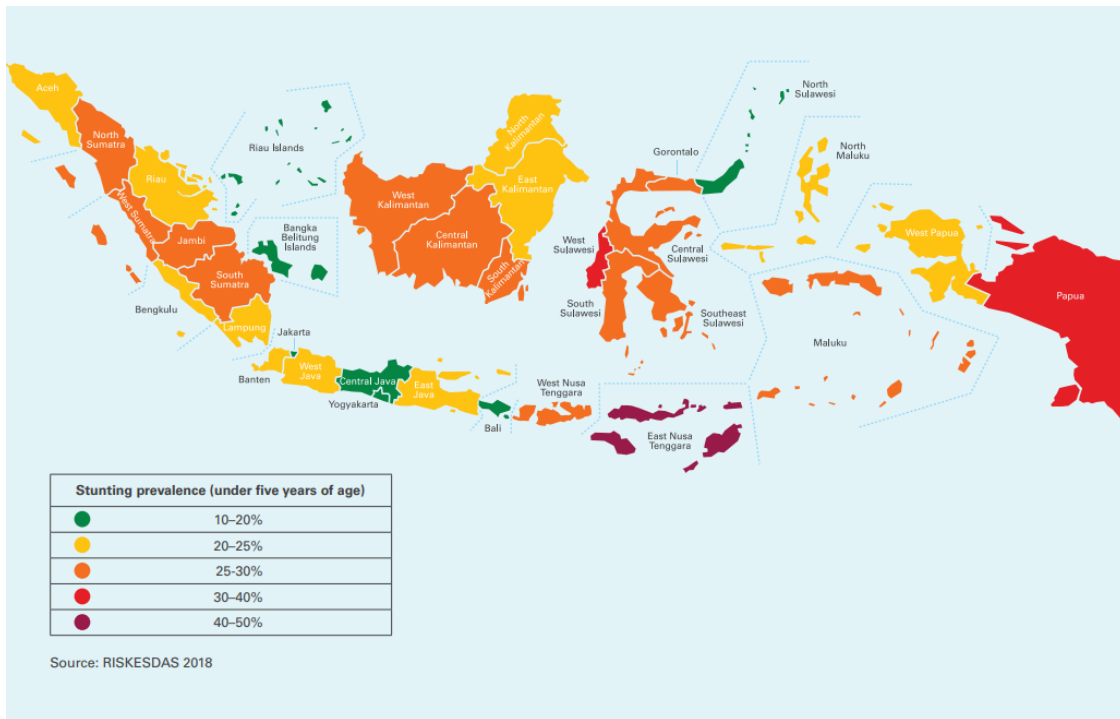 Aceh
North
Sumatra
Riau
Riau Islands
West Sumatra
Jambi
South
Sumatra
Bengkulu
Lampung
Bangka
Belitung
Islands
Jakarta
Banten
West
Java
Central Java
Yogyakarta
East
Java
Bali
West Nusa
Tenggara
East Nusa
Tenggara
West
Kalimantan
Central
Kalimantan
South
Kalimantan
East
Kalimantan
North
Kalimantan
Gorontalo
North
Sulawesi
West
Sulawesi
Central
Sulawesi
South
Sulawesi
Southeast
Sulawesi
North
Maluku
Maluku
West Papua
Papua
Stunting prevalence (under five years of age)
10–20%
20–25%
25-30%
30–40%
40–50%
Source: RISKESDAS 2018